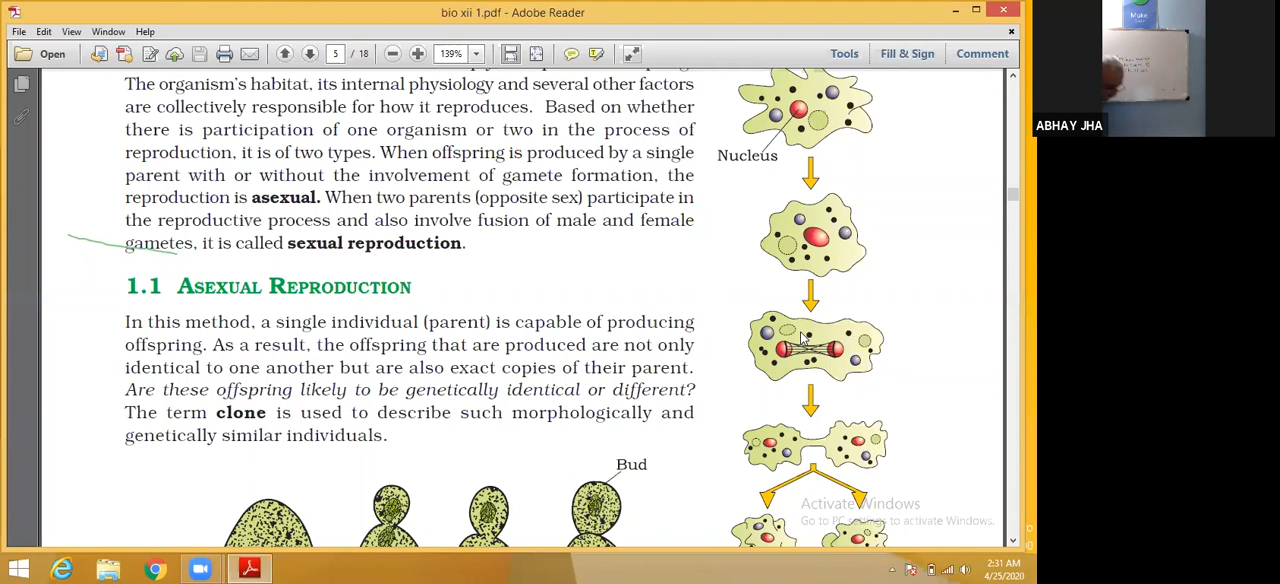 bio xii 1.pdf - Adobe Reader
File Edit View Window Help
Open
5 / 18
139%
Tools
Fill & Sign
Comment
The organism's habitat, its internal physiology and several other factors
are collectively responsible for how it reproduces. Based on whether
there is participation of one organism or two in the process of
reproduction, it is of two types. When offspring is produced by a single
parent with or without the involvement of gamete formation, the
reproduction is asexual. When two parents (opposite sex) participate in
the reproductive process and also involve fusion of male and female
gametes, it is called sexual reproduction.
1.1 ASEXUAL REPRODUCTION
In this method, a single individual (parent) is capable of producing
offspring. As a result, the offspring that are produced are not only
identical to one another but are also exact copies of their parent.
Are these offspring likely to be genetically identical or different?
The term clone is used to describe such morphologically and
genetically similar individuals.
Bud
Nucleus
Activate Windows
Go to PC settings to activate Windows.
Make
ABHAY JHA
2:31 AM
4/25/2020